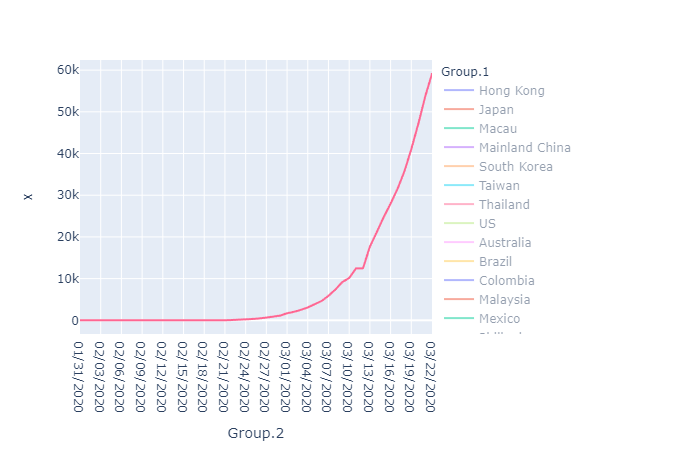 60k
50k
40k
30k
20k
10k
0
x
01/31/2020
02/03/2020
02/06/2020
02/09/2020
02/12/2020
02/15/2020
02/18/2020
02/21/2020
02/24/2020
02/27/2020
03/01/2020
03/04/2020
03/07/2020
03/10/2020
03/13/2020
03/16/2020
03/19/2020
03/22/2020
Group.2
Group.1
Hong Kong
Japan
Macau
Mainland China
South Korea
Taiwan
Thailand
US
Australia
Brazil
Colombia
Malaysia
Mexico